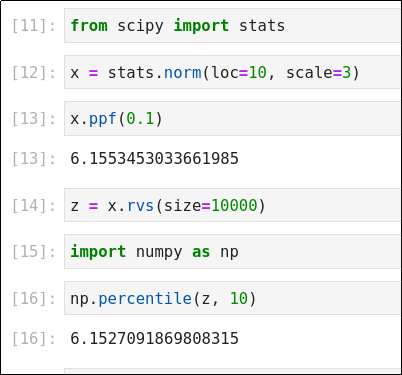 [11]: from scipy import stats
[12]: x = stats.norm(loc=10, scale=3)
[13]: x.ppf(0.1)
[13]: 6.1553453033661985
[14]: z = x.rvs(size=10000)
[15]: import numpy as np
[16]: np.percentile(z, 10)
[16]: 6.1527091869808315